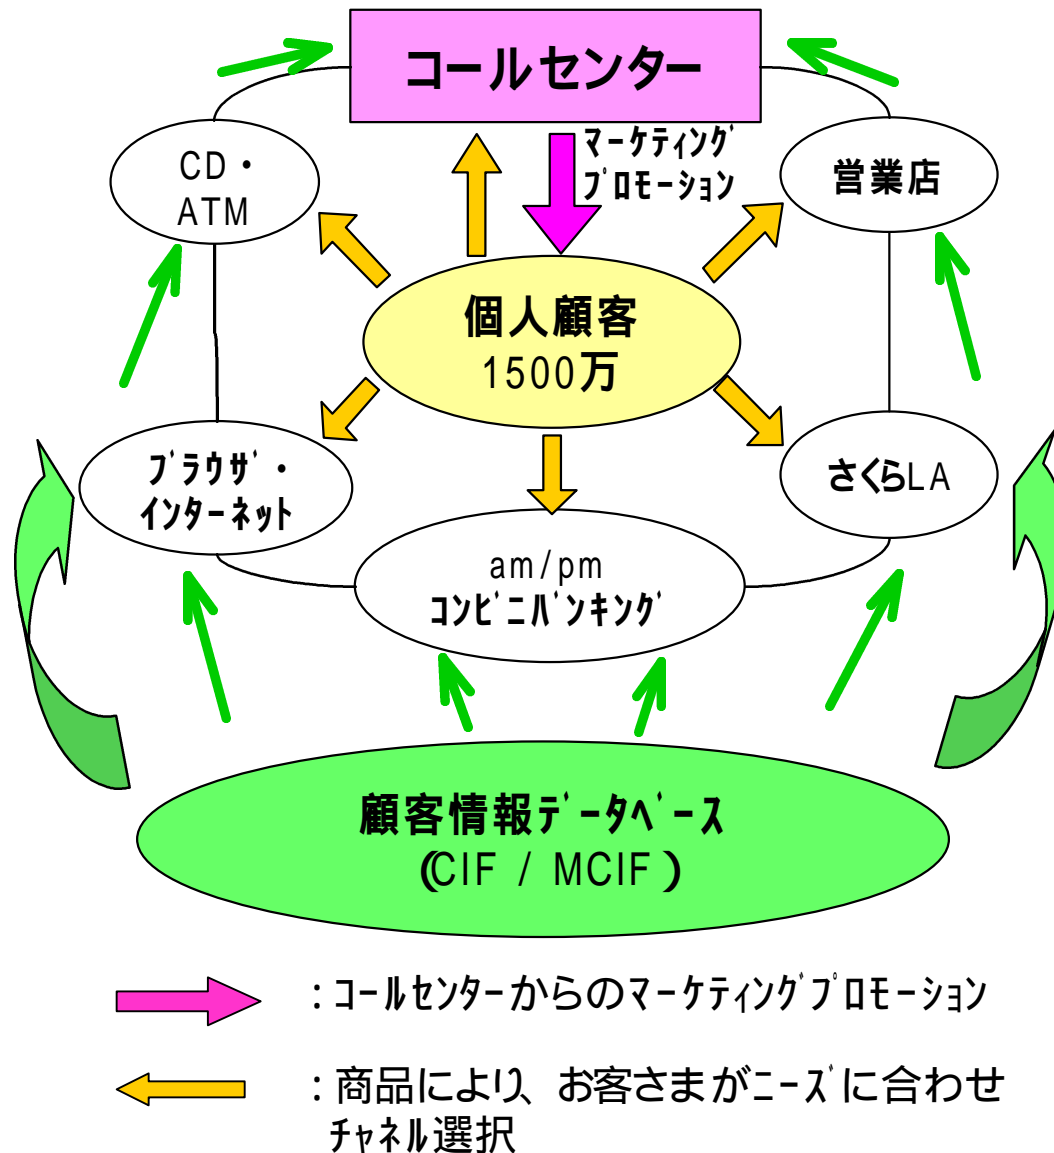 コールセンター
マーケティング
プロモーション
CD・
ATM
営業店
個人顧客
1500万
ブラウザ・
インターネット
さくらLA
am/pm
コンビニバンキング
顧客情報データベース
(CIF / MCIF)
:コールセンターからのマーケティングプロモーション
:商品により、お客さまがニーズに合わせ
チャネル選択